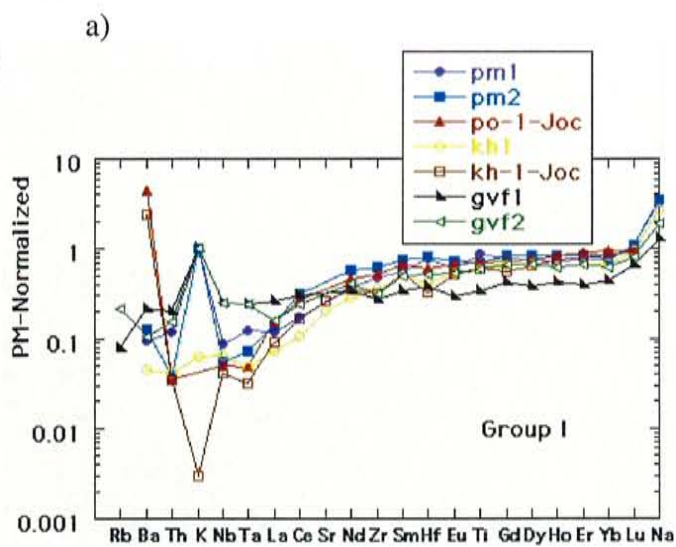 a)
pm1
pm2
po-1-Joc
kh1
kh-1-Joc
gvf1
gvf2
PM-Normalized
10
1
0.1
0.01
0.001
Group I
Rb Ba Th K Nb Ta La Ce Sr Nd Zr Sm Hf Eu Ti Gd Dy Ho Er Yb Lu Na